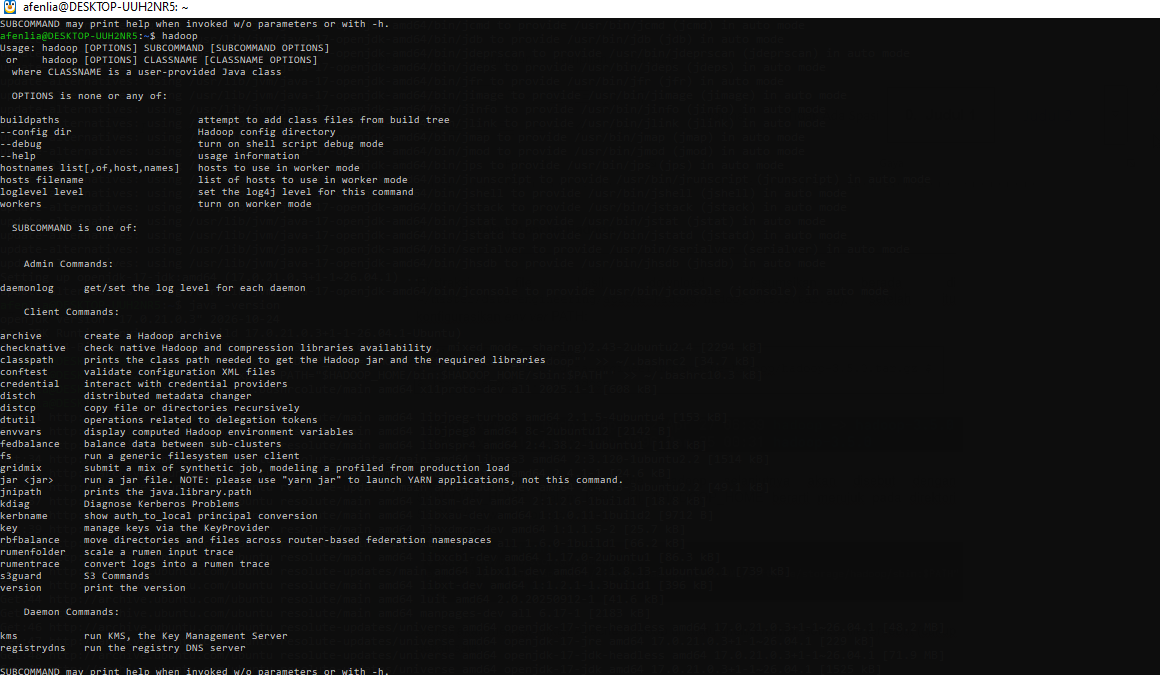 afenlia@DESKTOP-UUH2NR5: ~
SUBCOMMAND may print help when invoked w/o parameters or with -h.
afenlia@DESKTOP-UUH2NR5:~$ hadoop
Usage: hadoop [OPTIONS] SUBCOMMAND [SUBCOMMAND OPTIONS]
 or    hadoop [OPTIONS] CLASSNAME [CLASSNAME OPTIONS]
  where CLASSNAME is a user-provided Java class

  OPTIONS is none or any of:

buildpaths                       attempt to add class files from build tree
--config dir                     Hadoop config directory
--debug                          turn on shell script debug mode
--help                           usage information
hostnames list[,of,host,names]   hosts to use in worker mode
hosts filename                   list of hosts to use in worker mode
loglevel level                   set the log4j level for this command
workers                          turn on worker mode

  SUBCOMMAND is one of:

    Admin Commands:

daemonlog     get/set the log level for each daemon

    Client Commands:

archive       create a Hadoop archive
checknative   check native Hadoop and compression libraries availability
classpath     prints the class path needed to get the Hadoop jar and the required libraries
conftest      validate configuration XML files
credential    interact with credential providers
distch        distributed metadata changer
distcp        copy file or directories recursively
dtutil        operations related to delegation tokens
envvars       display computed Hadoop environment variables
fedbalance    balance data between sub-clusters
fs            run a generic filesystem user client
gridmix       submit a mix of synthetic job, modeling a profiled from production load
jar <jar>     run a jar file. NOTE: please use "yarn jar" to launch YARN applications, not this command.
jnipath       prints the java.library.path
kdiag         Diagnose Kerberos Problems
kerbname      show auth_to_local principal conversion
key           manage keys via the KeyProvider
rbfbalance    move directories and files across router-based federation namespaces
rumenfolder   scale a rumen input trace
rumentrace    convert logs into a rumen trace
s3guard       S3 Commands
version       print the version

    Daemon Commands:

kms           run KMS, the Key Management Server
registrydns   run the registry DNS server

SUBCOMMAND may print help when invoked w/o parameters or with -h.